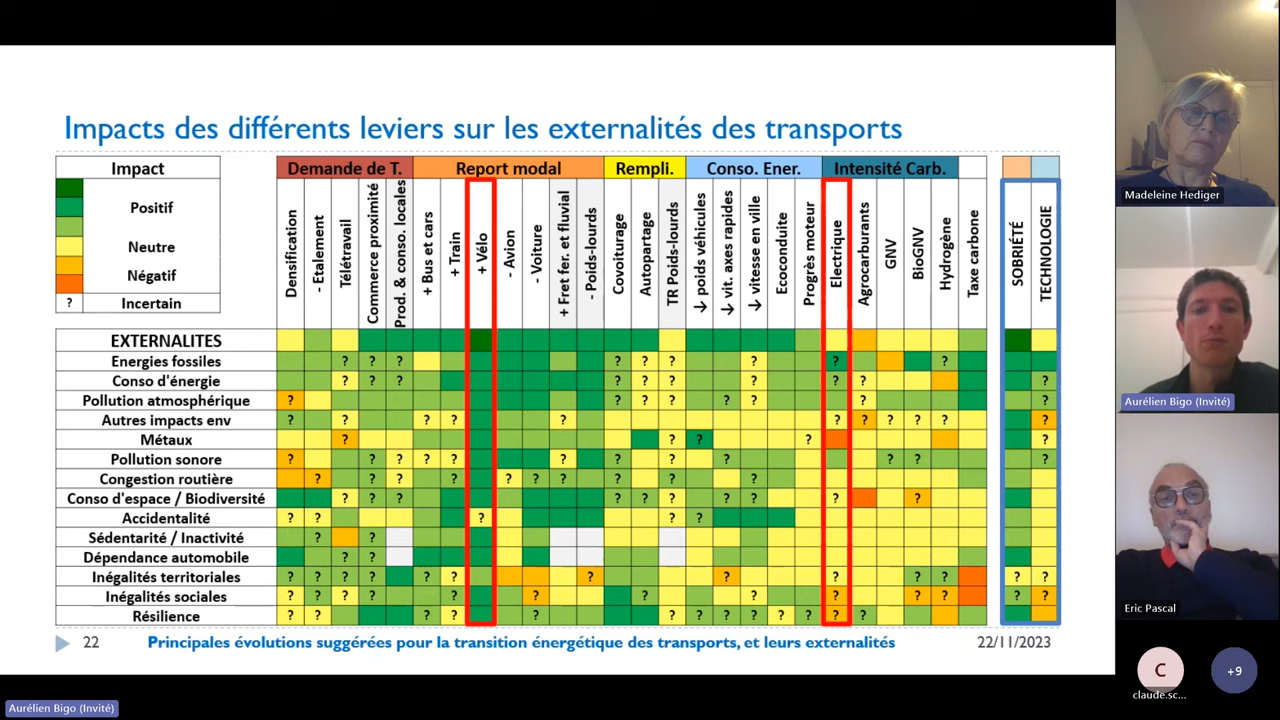 Impacts des différents leviers sur les externalités des transports
Impact
Positif
Neutre
Négatif
? Incertain
Demande de T. Report modal Rempli. Conso. Ener. Intensité Carb.
Densification
- Etalement
Télétravail
Commerce proximité
Prod. & conso. locales
+ Bus et cars
+ Train
+ Vélo
- Avion
- Voiture
+ Fret fer. et fluvial
- Poids-lourds
Covoiturage
Autopartage
TR Poids-lourds
↓ poids véhicules
↓ vit. axes rapides
↓ vitesse en ville
Ecoconduite
Progrès moteur
Electrique
Agrocarburants
GNV
BioGNV
Hydrogène
Taxe carbone
SOBRIÉTÉ
TECHNOLOGIE
EXTERNALITES
Energies fossiles ? ? ? ? ? ? ? ? ?
Conso d'énergie ? ? ? ? ? ? ? ? ? ?
Pollution atmosphérique ? ? ? ? ? ? ? ?
Autres impacts env ? ? ? ? ? ? ? ? ? ? ?
Métaux ? ? ? ? ?
Pollution sonore ? ? ? ? ? ? ? ? ? ? ? ?
Congestion routière ? ? ? ? ? ? ? ? ? ?
Conso d'espace / Biodiversité ? ? ? ? ? ? ? ? ? ?
Accidentalité ? ? ? ? ?
Sédentarité / Inactivité ? ?
Dépendance automobile ? ?
Inégalités territoriales ? ? ? ? ? ? ? ? ? ? ? ? ?
Inégalités sociales ? ? ? ? ? ? ? ? ? ? ? ? ?
Résilience ? ? ? ? ? ? ? ? ? ? ? ?
22 Principales évolutions suggérées pour la transition énergétique des transports, et leurs externalités 22/11/2023
Madeleine Hediger
Aurélien Bigo (Invité)
Eric Pascal
C
claude.sc...
+9
Aurélien Bigo (Invité)